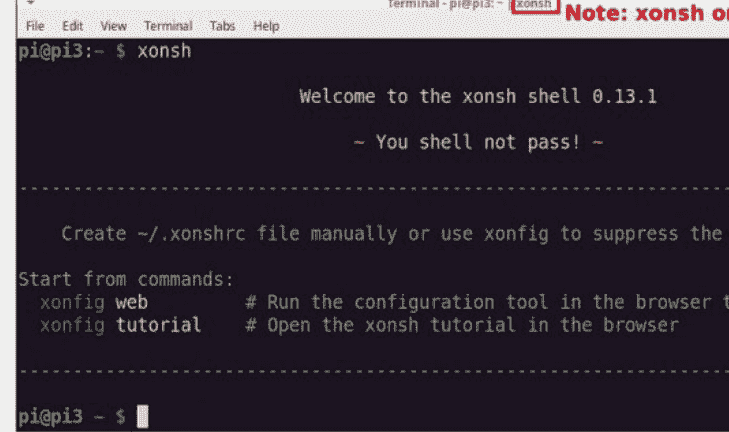 Terminal - pi@pi3: ~ xonsh
Note: xonsh
File Edit View Terminal Tabs Help
pi@pi3:~ $ xonsh
Welcome to the xonsh shell 0.13.1
~ You shell not pass! ~
Create ~/.xonshrc file manually or use xonfig to suppress the
Start from commands:
xonfig web # Run the configuration tool in the browser
xonfig tutorial # Open the xonsh tutorial in the browser
pi@pi3 ~ $